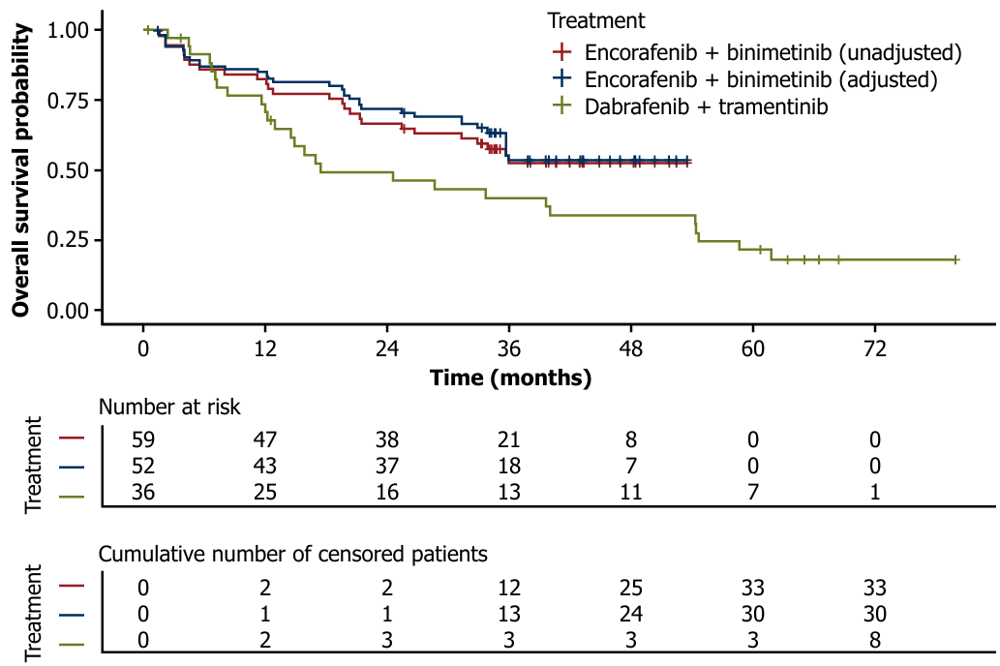 Treatment
Encorafenib + binimetinib (unadjusted)
Encorafenib + binimetinib (adjusted)
Dabrafenib + tramentinib
Overall survival probability
1.00
0.75
0.50
0.25
0.00
0 12 24 36 48 60 72
Time (months)
Number at risk
Treatment
59 47 38 21 8 0 0
52 43 37 18 7 0 0
36 25 16 13 11 7 1
Cumulative number of censored patients
Treatment
0 2 2 12 25 33 33
0 1 1 13 24 30 30
0 2 3 3 3 3 8